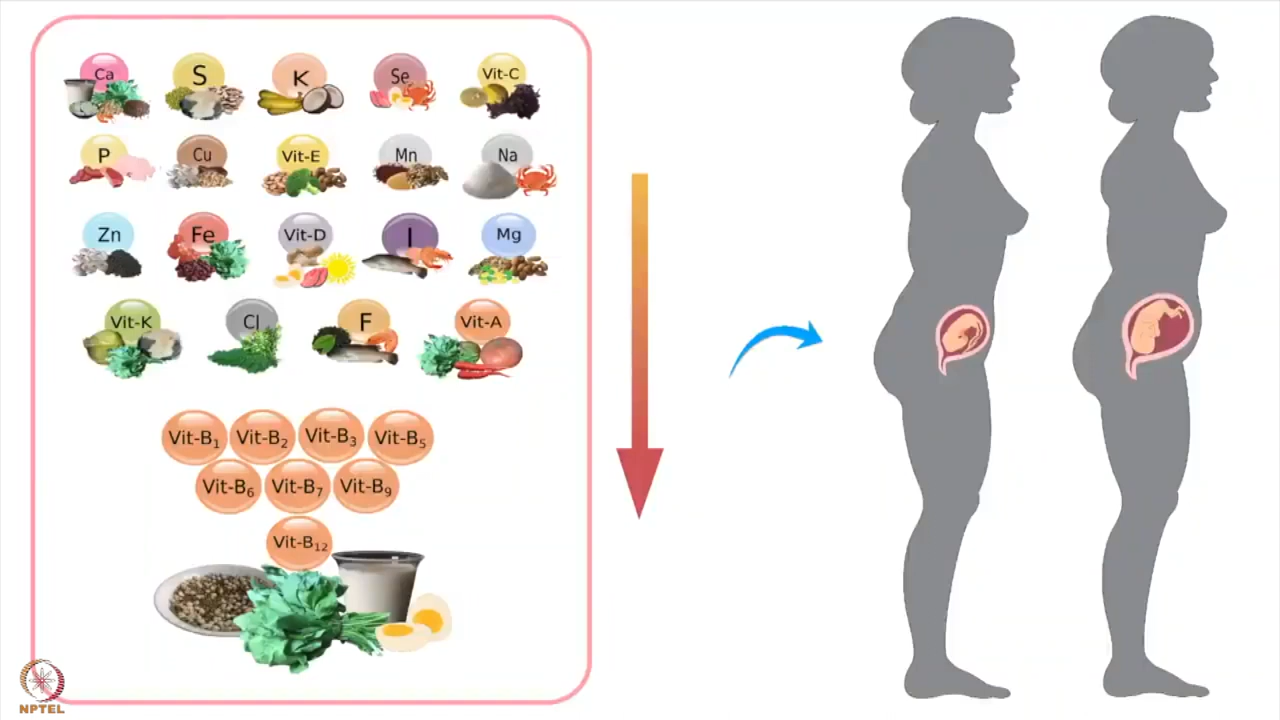 Ca S K Se Vit-C
P Cu Vit-E Mn Na
Zn Fe Vit-D I Mg
Vit-K Cl F Vit-A
Vit-B₁ Vit-B₂ Vit-B₃ Vit-B₅
Vit-B₆ Vit-B₇ Vit-B₉
Vit-B₁₂
NPTEL